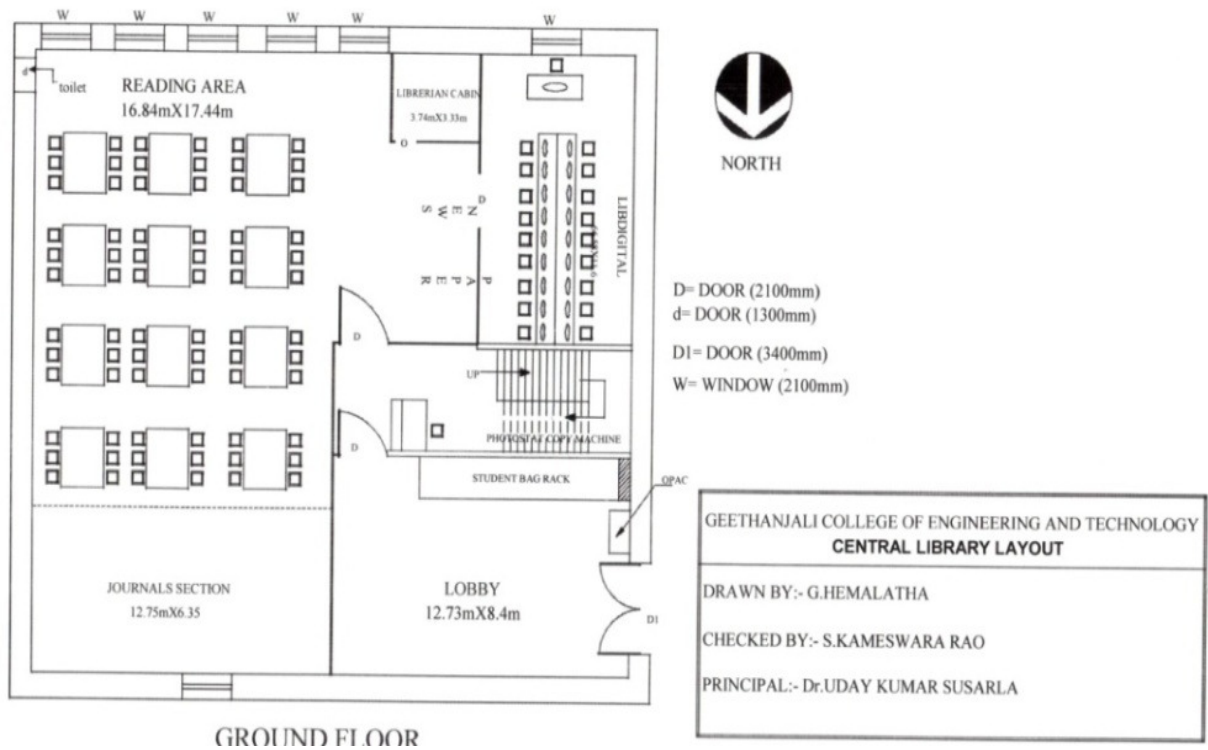 W W W W W W
d
toilet
READING AREA
16.84mX17.44m
LIBRERIAN CABIN
3.74mX3.33m
O
D
NEWS
PAPER
LIBDIGITAL
NORTH
D= DOOR (2100mm)
d= DOOR (1300mm)
D1= DOOR (3400mm)
W= WINDOW (2100mm)
D
UP
D
PHOTOSTAT COPY MACHINE
STUDENT BAG RACK
OPAC
JOURNALS SECTION
12.75mX6.35
LOBBY
12.73mX8.4m
D1
GEETHANJALI COLLEGE OF ENGINEERING AND TECHNOLOGY
CENTRAL LIBRARY LAYOUT
DRAWN BY:- G.HEMALATHA
CHECKED BY:- S.KAMESWARA RAO
PRINCIPAL:- Dr.UDAY KUMAR SUSARLA
GROUND FLOOR